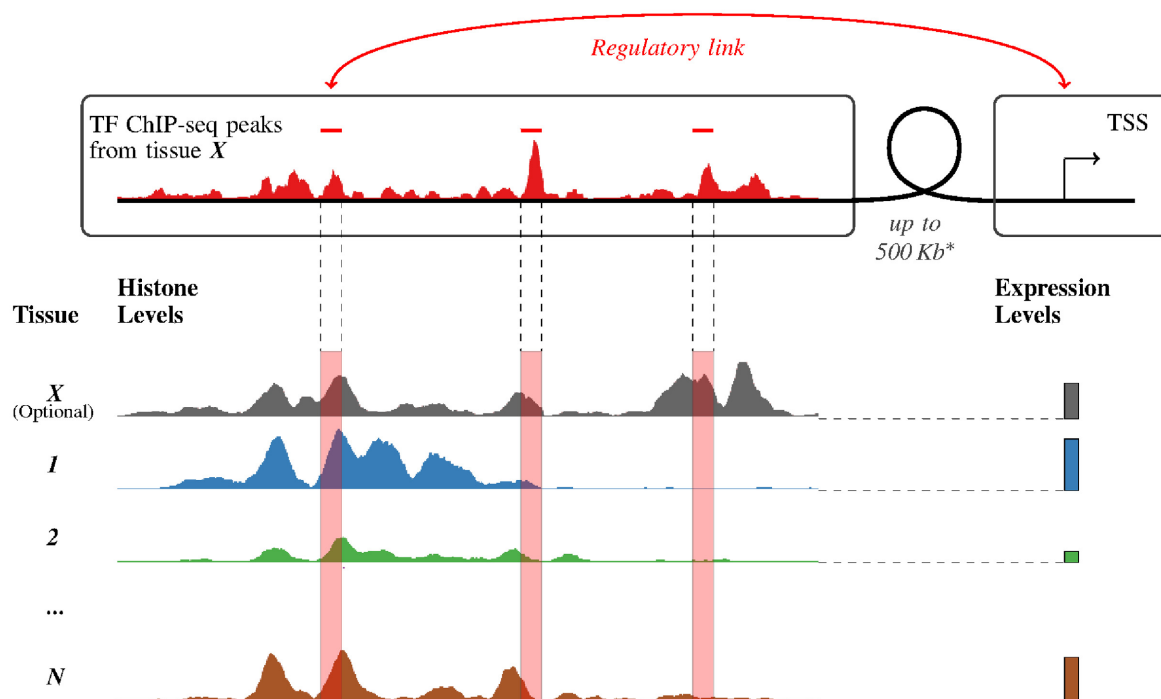 Regulatory link
TF ChIP-seq peaks
from tissue X
TSS
up to
500 Kb*
Tissue
Histone
Levels
Expression
Levels
X
(Optional)
1
2
...
N